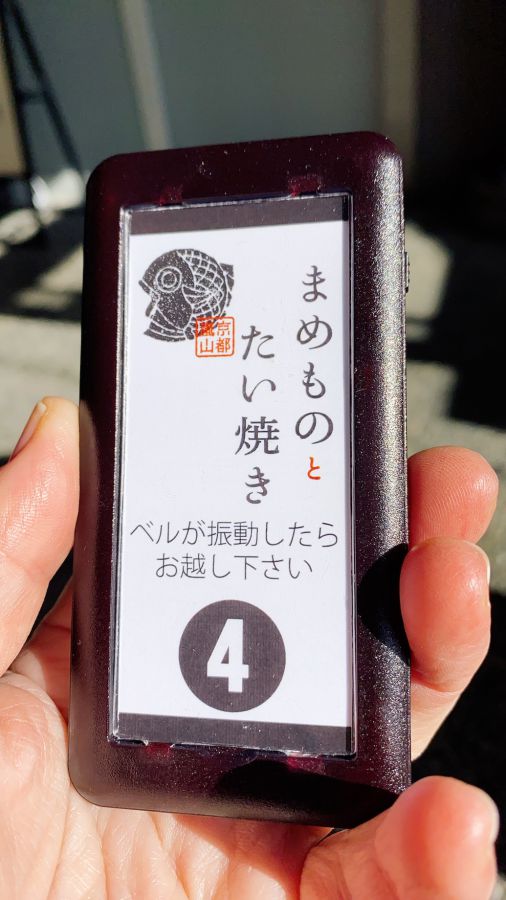 まめものと
たい焼き
京都
嵐山
ベルが振動したら
お越し下さい
4